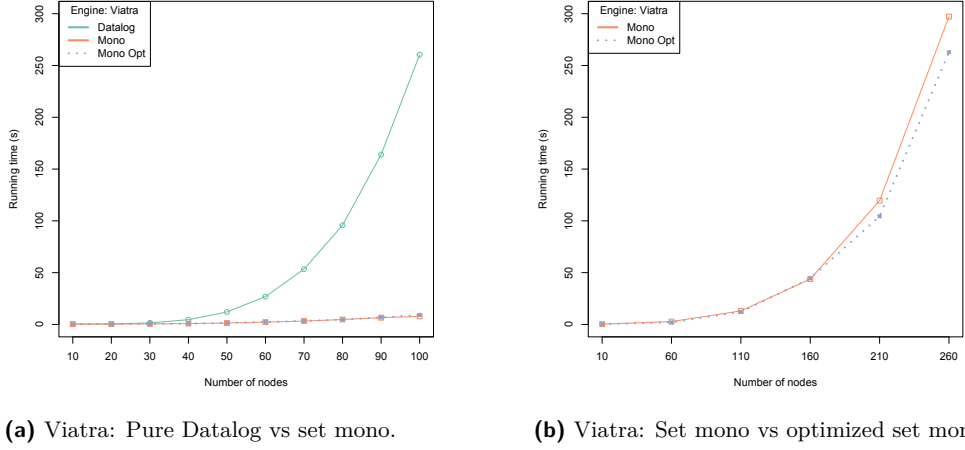 Engine: Viatra
Datalog
Mono
Mono Opt
Running time (s)
300
250
200
150
100
50
0
10 20 30 40 50 60 70 80 90 100
Number of nodes
(a) Viatra: Pure Datalog vs set mono.
Engine: Viatra
Mono
Mono Opt
Running time (s)
300
250
200
150
100
50
0
10 60 110 160 210 260
Number of nodes
(b) Viatra: Set mono vs optimized set mon